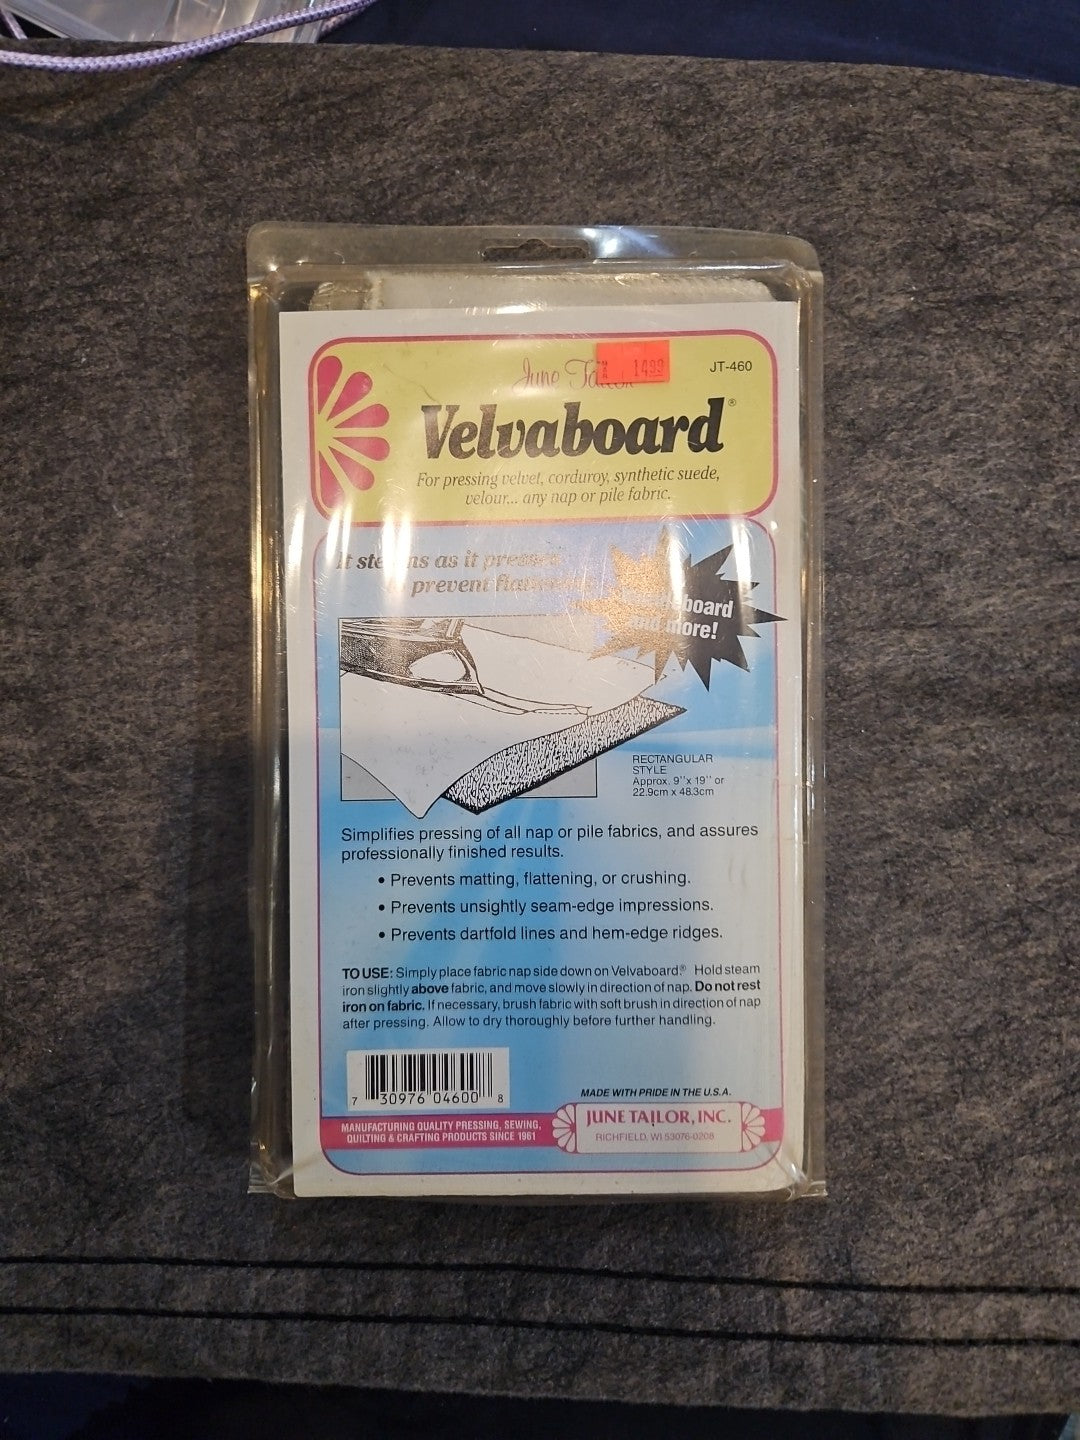 June Tailor
1499
JT-460
Velvaboard®
For pressing velvet, corduroy, synthetic suede,
velour... any nap or pile fabric.
It steams as it presses
prevent
board
and more!
RECTANGULAR
STYLE
Approx. 9"x 19" or
22.9cm x 48.3cm
Simplifies pressing of all nap or pile fabrics, and assures
professionally finished results.
• Prevents matting, flattening, or crushing.
• Prevents unsightly seam-edge impressions.
• Prevents dartfold lines and hem-edge ridges.
TO USE: Simply place fabric nap side down on Velvaboard® Hold steam
iron slightly above fabric, and move slowly in direction of nap. Do not rest
iron on fabric. If necessary, brush fabric with soft brush in direction of nap
after pressing. Allow to dry thoroughly before further handling.
7 30976 04600 8
MADE WITH PRIDE IN THE U.S.A.
MANUFACTURING QUALITY PRESSING, SEWING,
QUILTING & CRAFTING PRODUCTS SINCE 1961
JUNE TAILOR, INC.
RICHFIELD, WI 53076-0208